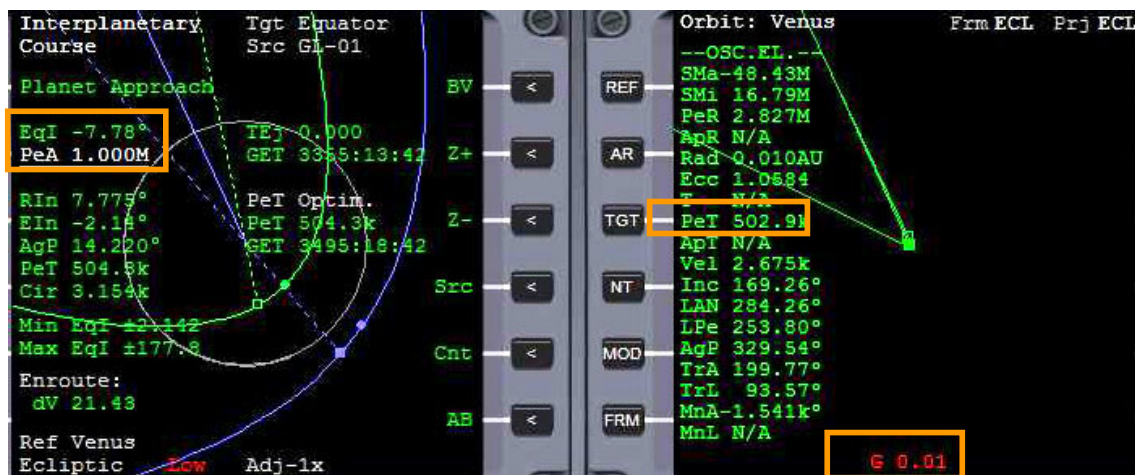 Interplanetary Tgt Equator
Course Src GL-01
Planet Approach
EqI -7.78° TEj 0.000
PeA 1.000M GET 3355:13:42
RIn 7.775° PeT Optim.
EIn -2.14° PeT 504.3k
AgP 14.220° GET 3495:18:42
PeT 504.3k
Cir 3.154k
Min EqI ±2.142
Max EqI ±177.8
Enroute:
dV 21.43
Ref Venus
Ecliptic Low Adj-1x
BV < REF
Z+ < AR
Z- < TGT
Src < NT
Cnt < MOD
AB < FRM
Orbit: Venus Frm ECL Prj ECL
--OSC.EL.--
SMa-48.43M
SMi 16.79M
PeR 2.827M
ApR N/A
Rad 0.010AU
Ecc 1.0584
T N/A
PeT 502.9k
ApT N/A
Vel 2.675k
Inc 169.26°
LAN 284.26°
LPe 253.80°
AgP 329.54°
TrA 199.77°
TrL 93.57°
MnA-1.541k°
MnL N/A
G 0.01